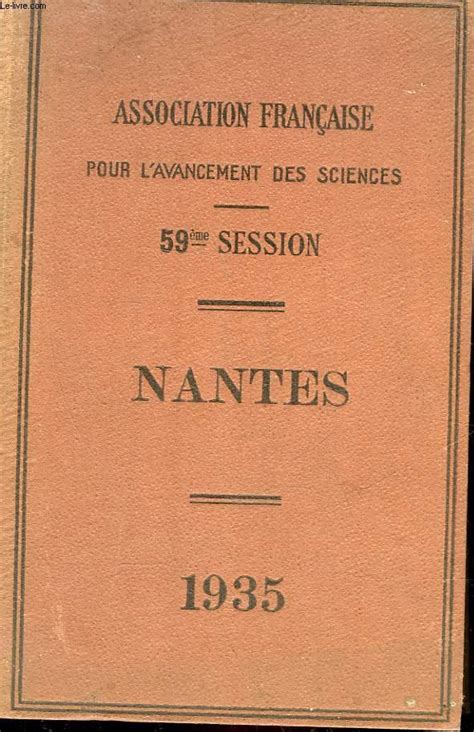 Le-livre.com
ASSOCIATION FRANÇAISE
POUR L'AVANCEMENT DES SCIENCES
59ème SESSION
NANTES
1935